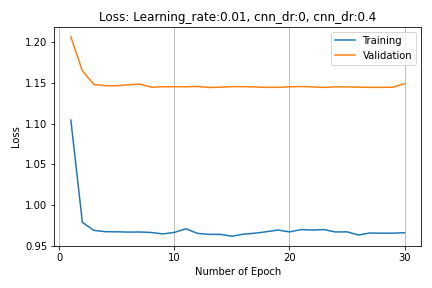 Loss: Learning_rate:0.01, cnn_dr:0, cnn_dr:0.4
Training
Validation
1.20
1.15
1.10
1.05
1.00
0.95
Loss
0 10 20 30
Number of Epoch